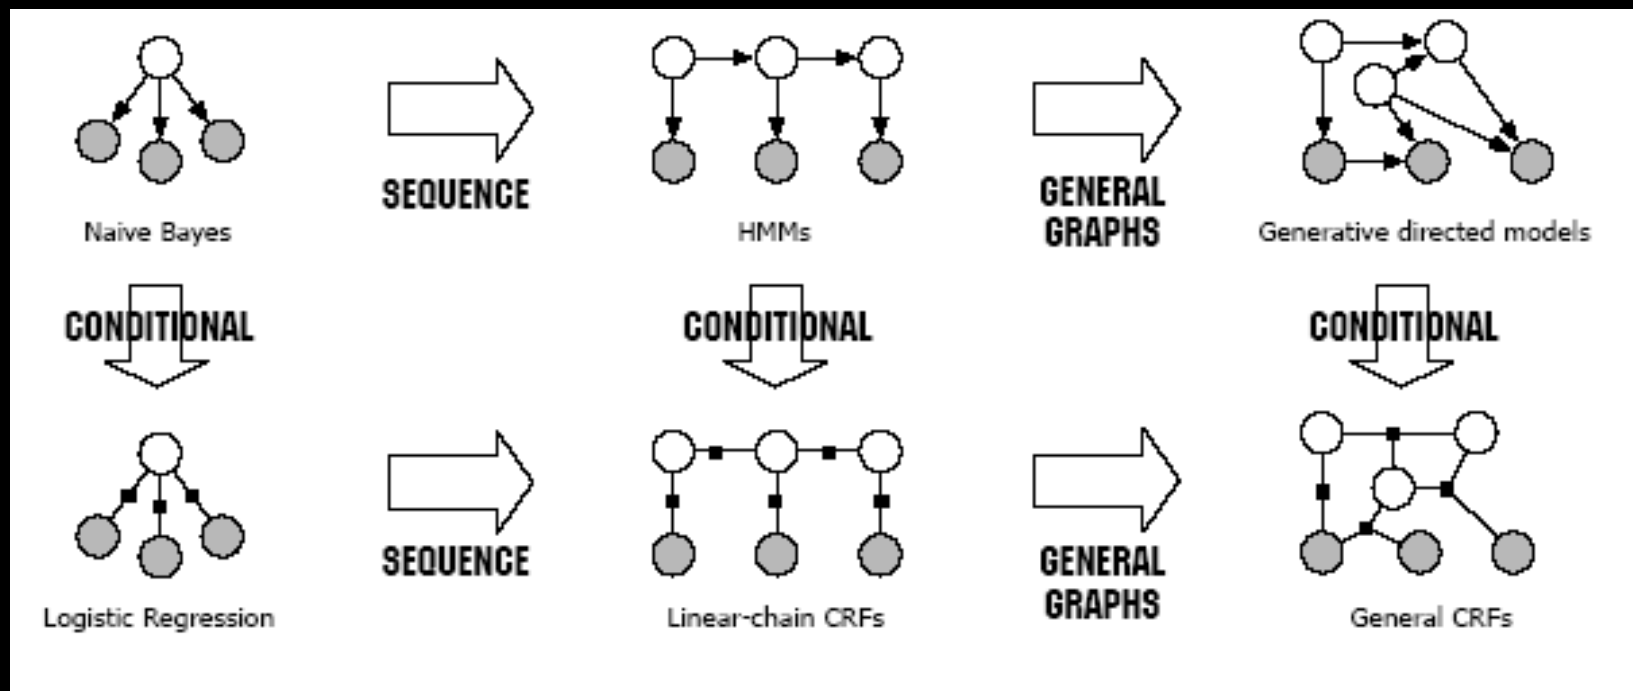 SEQUENCE
GENERAL
GRAPHS
Naive Bayes
HMMs
Generative directed models
CONDITIONAL
CONDITIONAL
CONDITIONAL
SEQUENCE
GENERAL
GRAPHS
Logistic Regression
Linear-chain CRFs
General CRFs